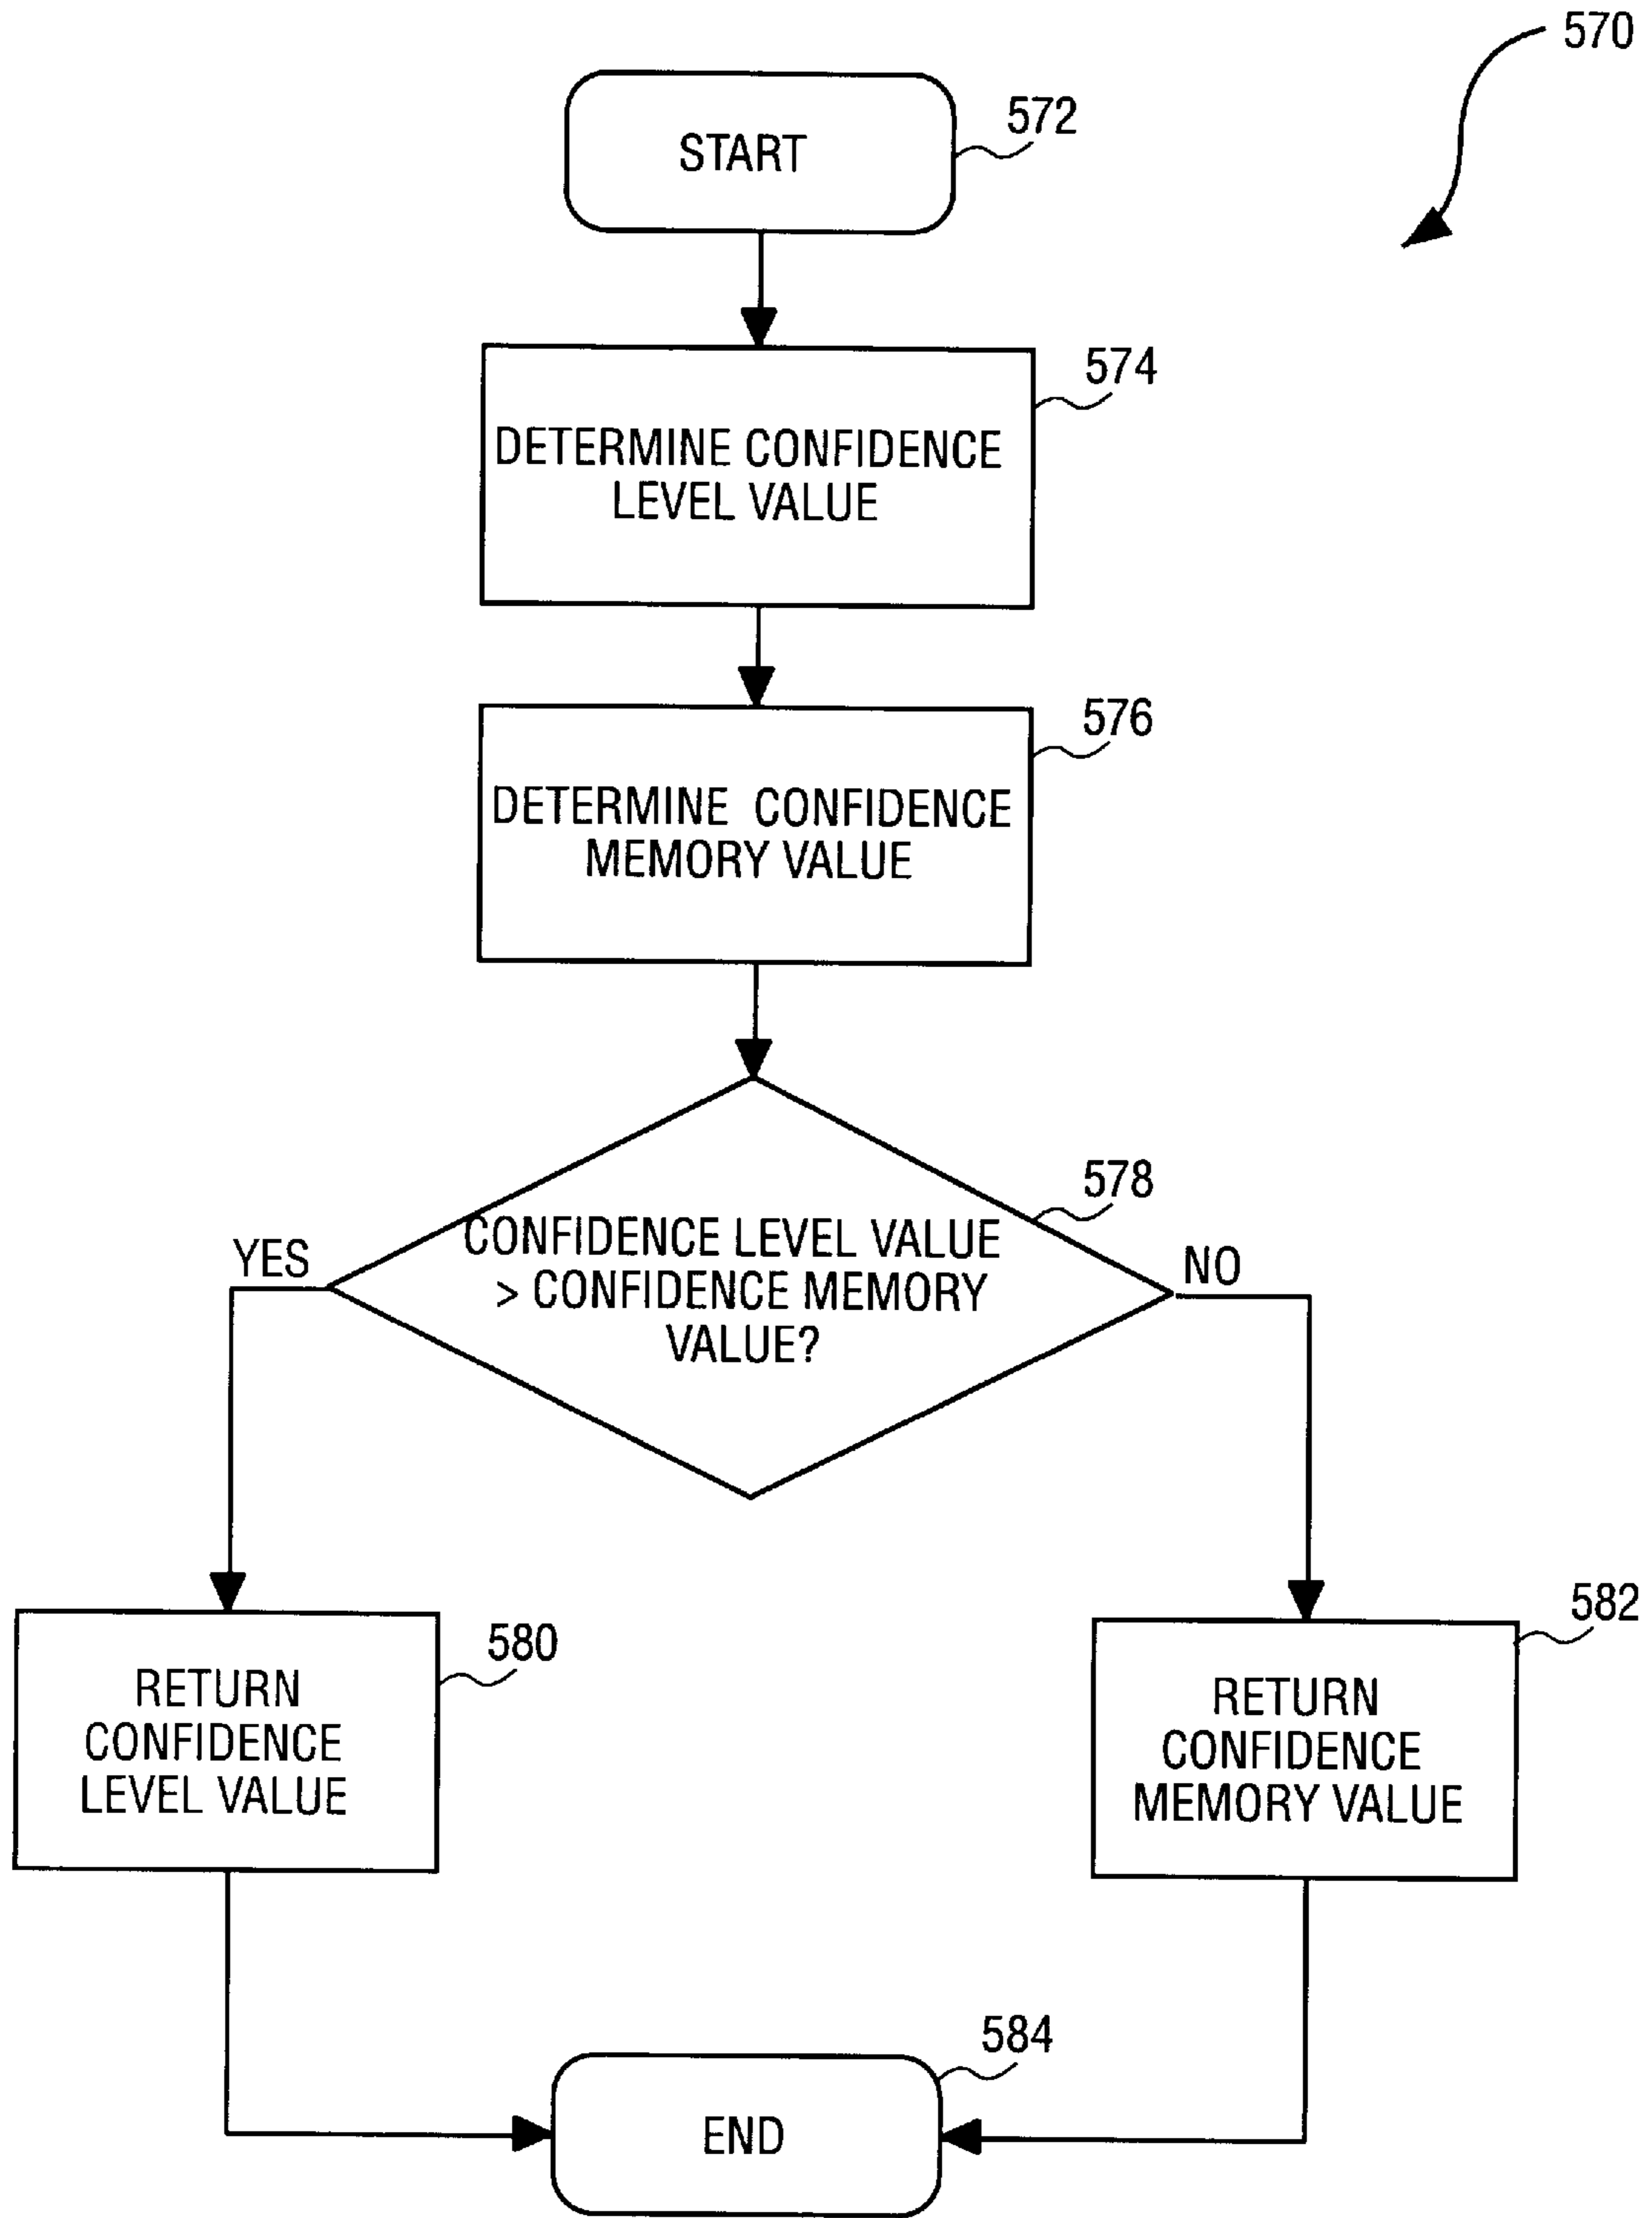 570
572
START
574
DETERMINE CONFIDENCE
LEVEL VALUE
576
DETERMINE CONFIDENCE
MEMORY VALUE
578
CONFIDENCE LEVEL VALUE
> CONFIDENCE MEMORY
VALUE?
YES
NO
580
RETURN
CONFIDENCE
LEVEL VALUE
582
RETURN
CONFIDENCE
MEMORY VALUE
584
END